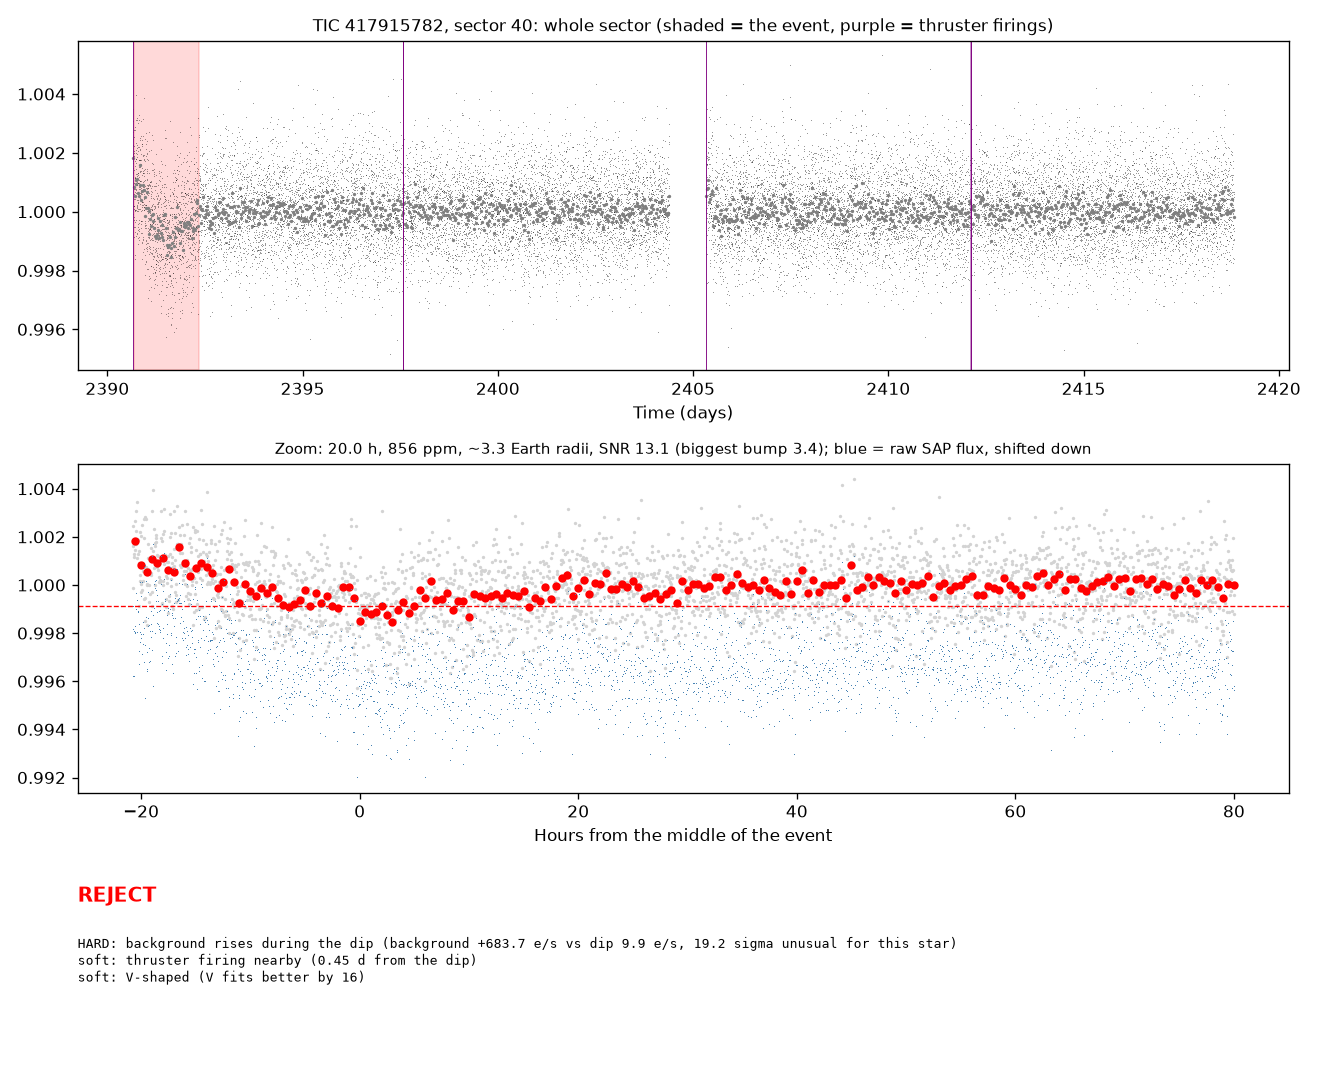 TIC 417915782, sector 40: whole sector (shaded = the event, purple = thruster firings)
1.004
1.002
1.000
0.998
0.996
2390 2395 2400 2405 2410 2415 2420
Time (days)
Zoom: 20.0 h, 856 ppm, ~3.3 Earth radii, SNR 13.1 (biggest bump 3.4); blue = raw SAP flux, shifted down
1.004
1.002
1.000
0.998
0.996
0.994
0.992
−20 0 20 40 60 80
Hours from the middle of the event
REJECT
HARD: background rises during the dip (background +683.7 e/s vs dip 9.9 e/s, 19.2 sigma unusual for this star)
soft: thruster firing nearby (0.45 d from the dip)
soft: V-shaped (V fits better by 16)